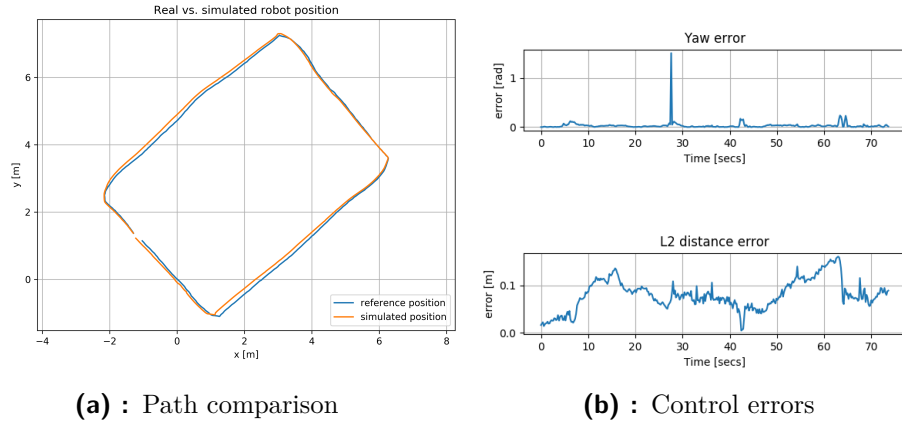 Real vs. simulated robot position
y [m]
6
4
2
0
−4
−2
0
2
4
6
8
x [m]
reference position
simulated position
(a) : Path comparison
Yaw error
error [rad]
1
0
0
10
20
30
40
50
60
70
Time [secs]
L2 distance error
error [m]
0.1
0.0
0
10
20
30
40
50
60
70
Time [secs]
(b) : Control errors